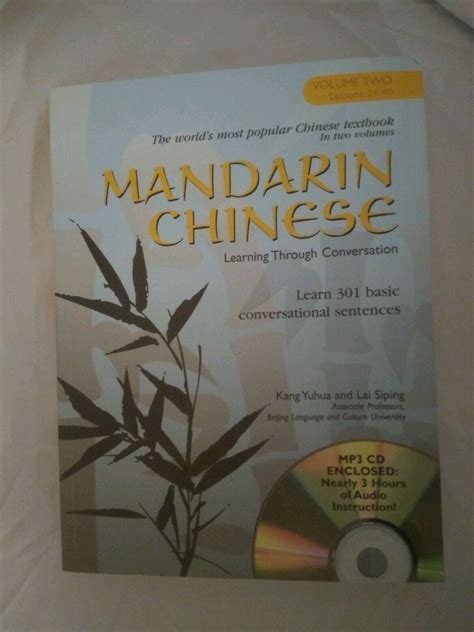 VOLUME TWO
Lessons 21-40
The world's most popular Chinese textbook
In two volumes
MANDARIN
CHINESE
Learning Through Conversation
Learn 301 basic
conversational sentences
Kang Yuhua and Lai Siping
Associate Professors,
Beijing Language and Culture University
MP3 CD
ENCLOSED:
Nearly 3 Hours
of Audio
Instruction!